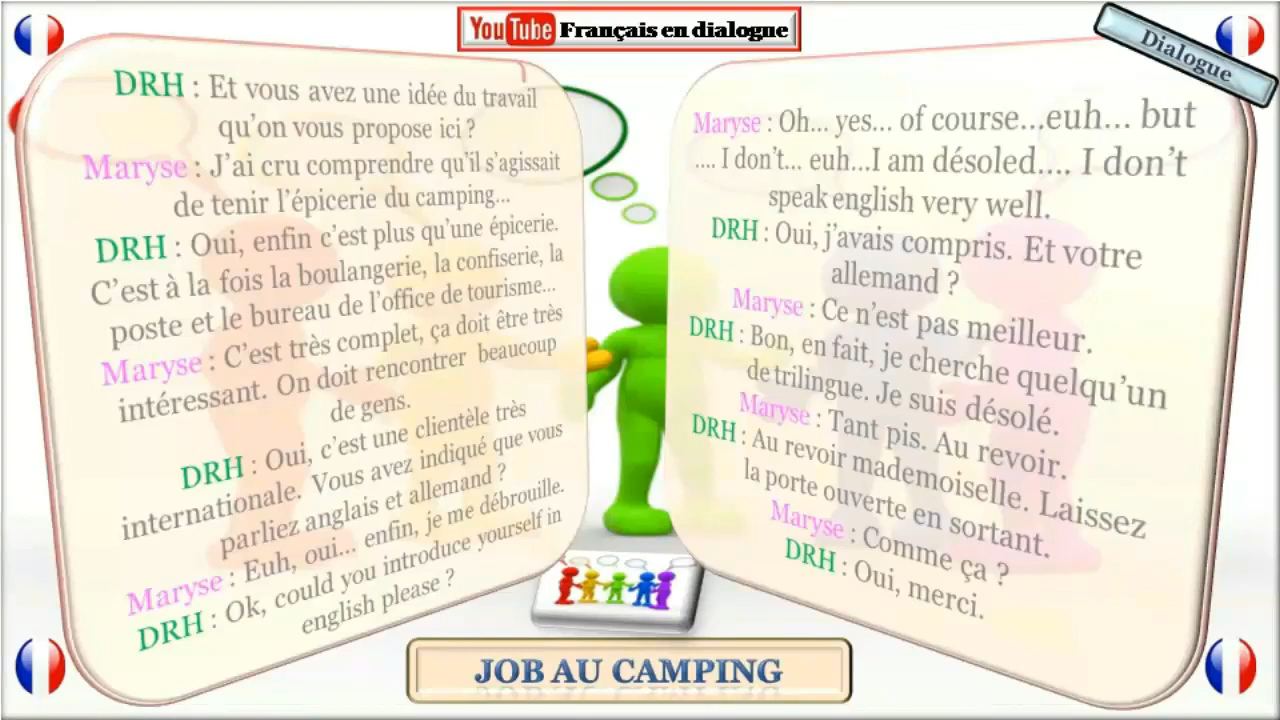 YouTube Français en dialogue
Dialogue
DRH : Et vous avez une idée du travail
qu'on vous propose ici ?
Maryse : J'ai cru comprendre qu'il s'agissait
de tenir l'épicerie du camping...
DRH : Oui, enfin c'est plus qu'une épicerie.
C'est à la fois la boulangerie, la confiserie, la
poste et le bureau de l'office de tourisme...
Maryse : C'est très complet, ça doit être très
intéressant. On doit rencontrer beaucoup
de gens.
DRH : Oui, c'est une clientèle très
internationale. Vous avez indiqué que vous
parliez anglais et allemand ?
Maryse : Euh, oui... enfin, je me débrouille.
DRH : Ok, could you introduce yourself in
english please ?
Maryse : Oh... yes... of course...euh... but
.... I don't... euh...I am désoled.... I don't
speak english very well.
DRH : Oui, j'avais compris. Et votre
allemand ?
Maryse : Ce n'est pas meilleur.
DRH : Bon, en fait, je cherche quelqu'un
de trilingue. Je suis désolé.
Maryse : Tant pis. Au revoir.
DRH : Au revoir mademoiselle. Laissez
la porte ouverte en sortant.
Maryse : Comme ça ?
DRH : Oui, merci.
JOB AU CAMPING